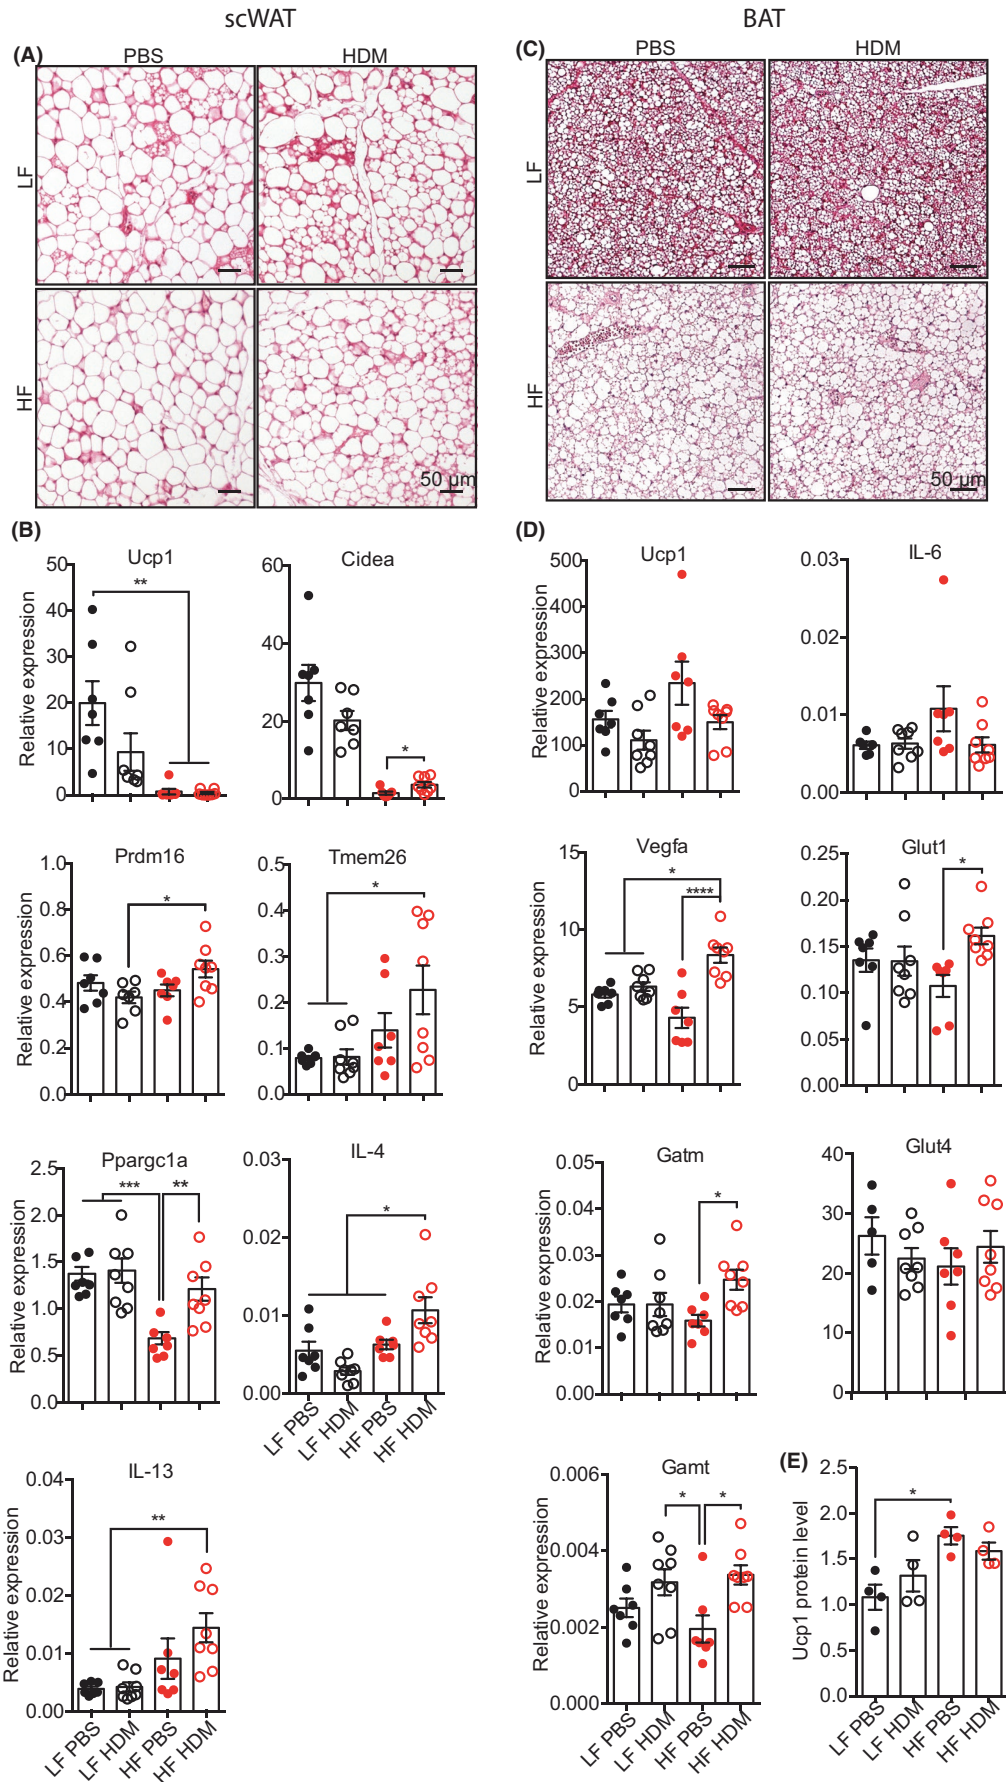 scWAT
BAT
(A)
PBS
HDM
(C)
PBS
HDM
LF
LF
HF
HF
50 µm
50 µm
(B)
Ucp1
Relative expression
50
40
30
20
10
0
**
Cidea
60
40
20
0
*
Prdm16
Relative expression
1.0
0.8
0.6
0.4
0.2
0.0
*
Tmem26
0.5
0.4
0.3
0.2
0.1
0.0
*
Ppargc1a
Relative expression
2.5
2.0
1.5
1.0
0.5
0.0
***
**
IL-4
0.03
0.02
0.01
0.00
*
LF PBS
LF HDM
HF PBS
HF HDM
IL-13
Relative expression
0.04
0.03
0.02
0.01
0.00
**
LF PBS
LF HDM
HF PBS
HF HDM
(D)
Ucp1
Relative expression
500
400
300
200
100
0
IL-6
0.03
0.02
0.01
0.00
Vegfa
Relative expression
15
10
5
0
*
****
Glut1
0.25
0.20
0.15
0.10
0.05
0.00
*
Gatm
Relative expression
0.05
0.04
0.03
0.02
0.01
0.00
*
Glut4
40
30
20
10
0
Gamt
Relative expression
0.006
0.004
0.002
0.000
*
*
LF PBS
LF HDM
HF PBS
HF HDM
(E)
Ucp1 protein level
2.5
2.0
1.5
1.0
0.5
0.0
*
LF PBS
LF HDM
HF PBS
HF HDM